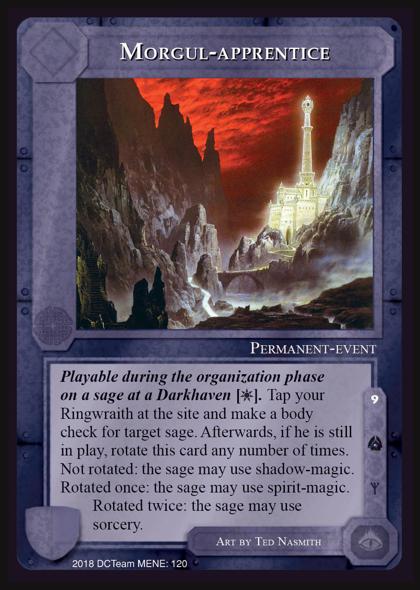 MORGUL-APPRENTICE
PERMANENT-EVENT
Playable during the organization phase
on a sage at a Darkhaven [☀]. Tap your
Ringwraith at the site and make a body
check for target sage. Afterwards, if he is still
in play, rotate this card any number of times.
Not rotated: the sage may use shadow-magic.
Rotated once: the sage may use spirit-magic.
Rotated twice: the sage may use
sorcery.
9
ART BY TED NASMITH
2018 DCTeam MENE: 120